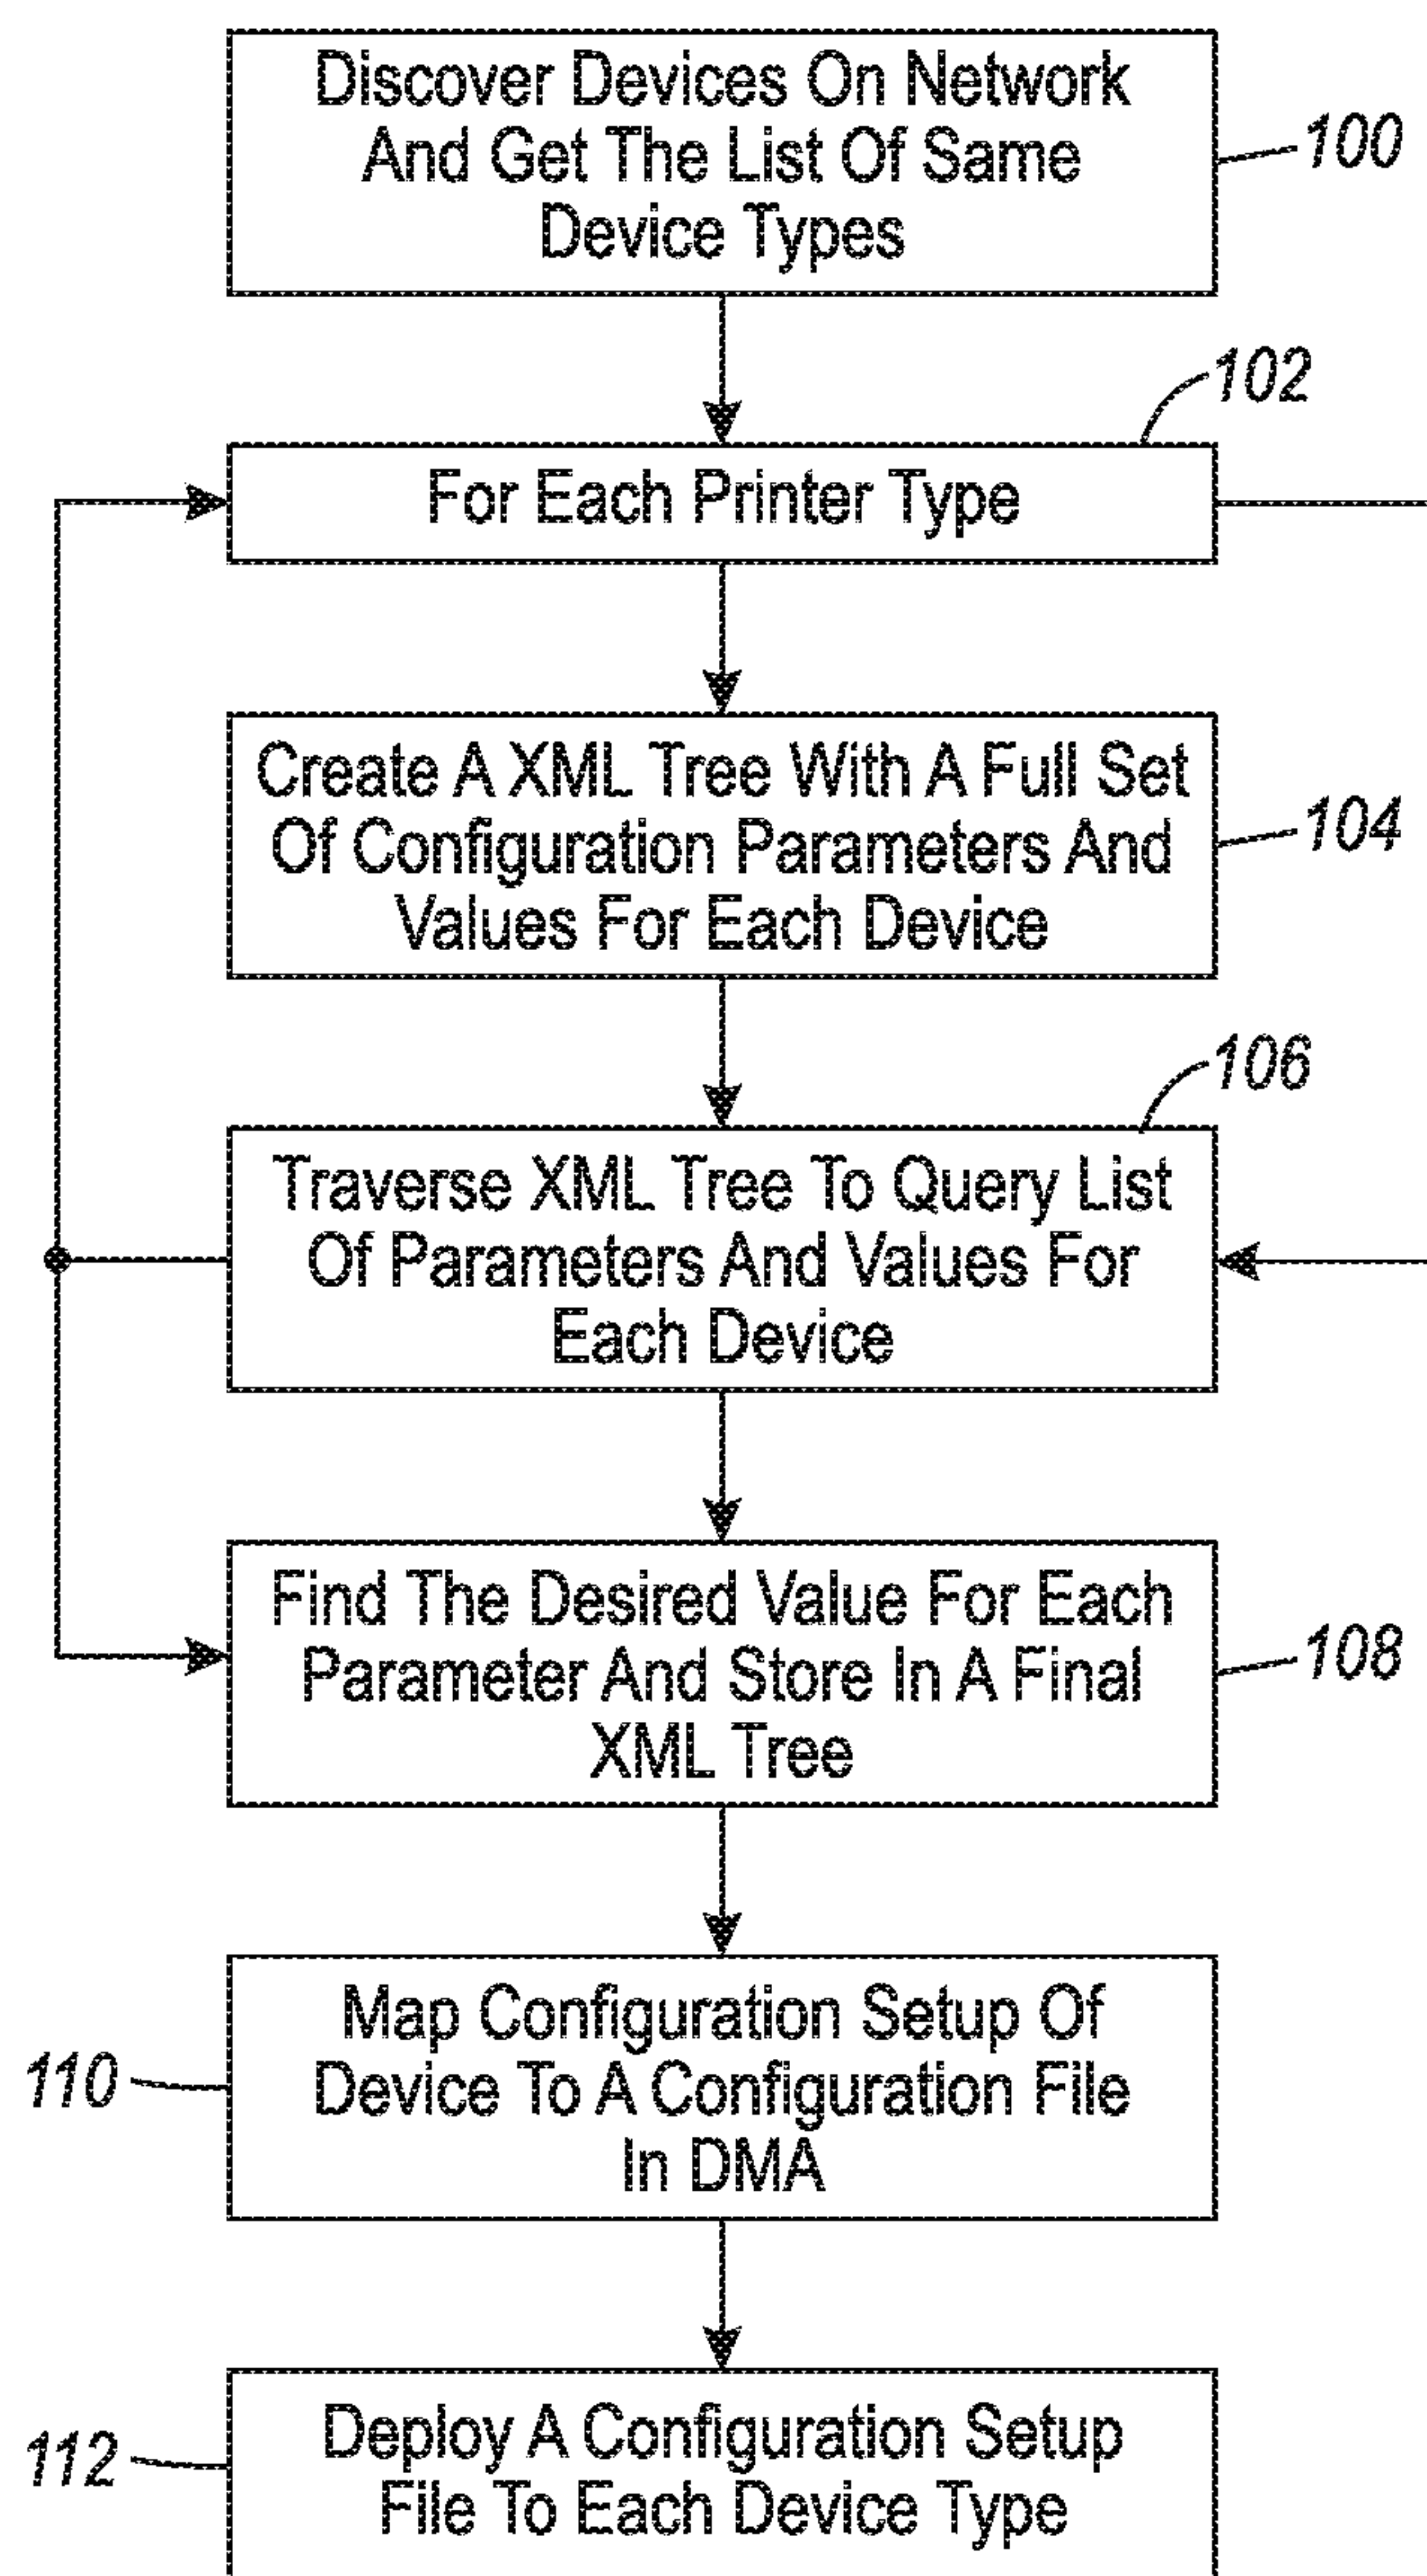 Discover Devices On Network
And Get The List Of Same
Device Types
100
102
For Each Printer Type
Create A XML Tree With A Full Set
Of Configuration Parameters And
Values For Each Device
104
106
Traverse XML Tree To Query List
Of Parameters And Values For
Each Device
Find The Desired Value For Each
Parameter And Store In A Final
XML Tree
108
Map Configuration Setup Of
Device To A Configuration File
In DMA
110
Deploy A Configuration Setup
File To Each Device Type
112